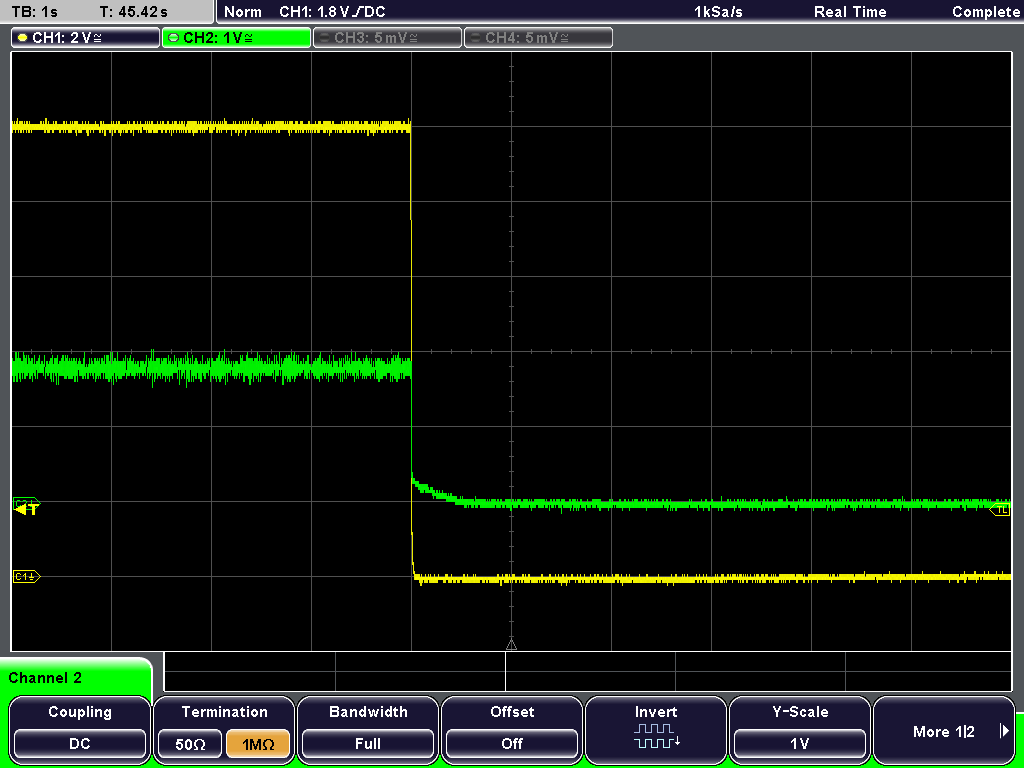 TB: 1s T: 45.42 s Norm CH1: 1.8 V DC 1kSa/s Real Time Complete
CH1: 2 V≅ CH2: 1 V≅ CH3: 5 mV≅ CH4: 5 mV≅
C2
T
TL
C1
Channel 2
Coupling Termination Bandwidth Offset Invert Y-Scale More 1|2
DC 50Ω 1MΩ Full Off 1V